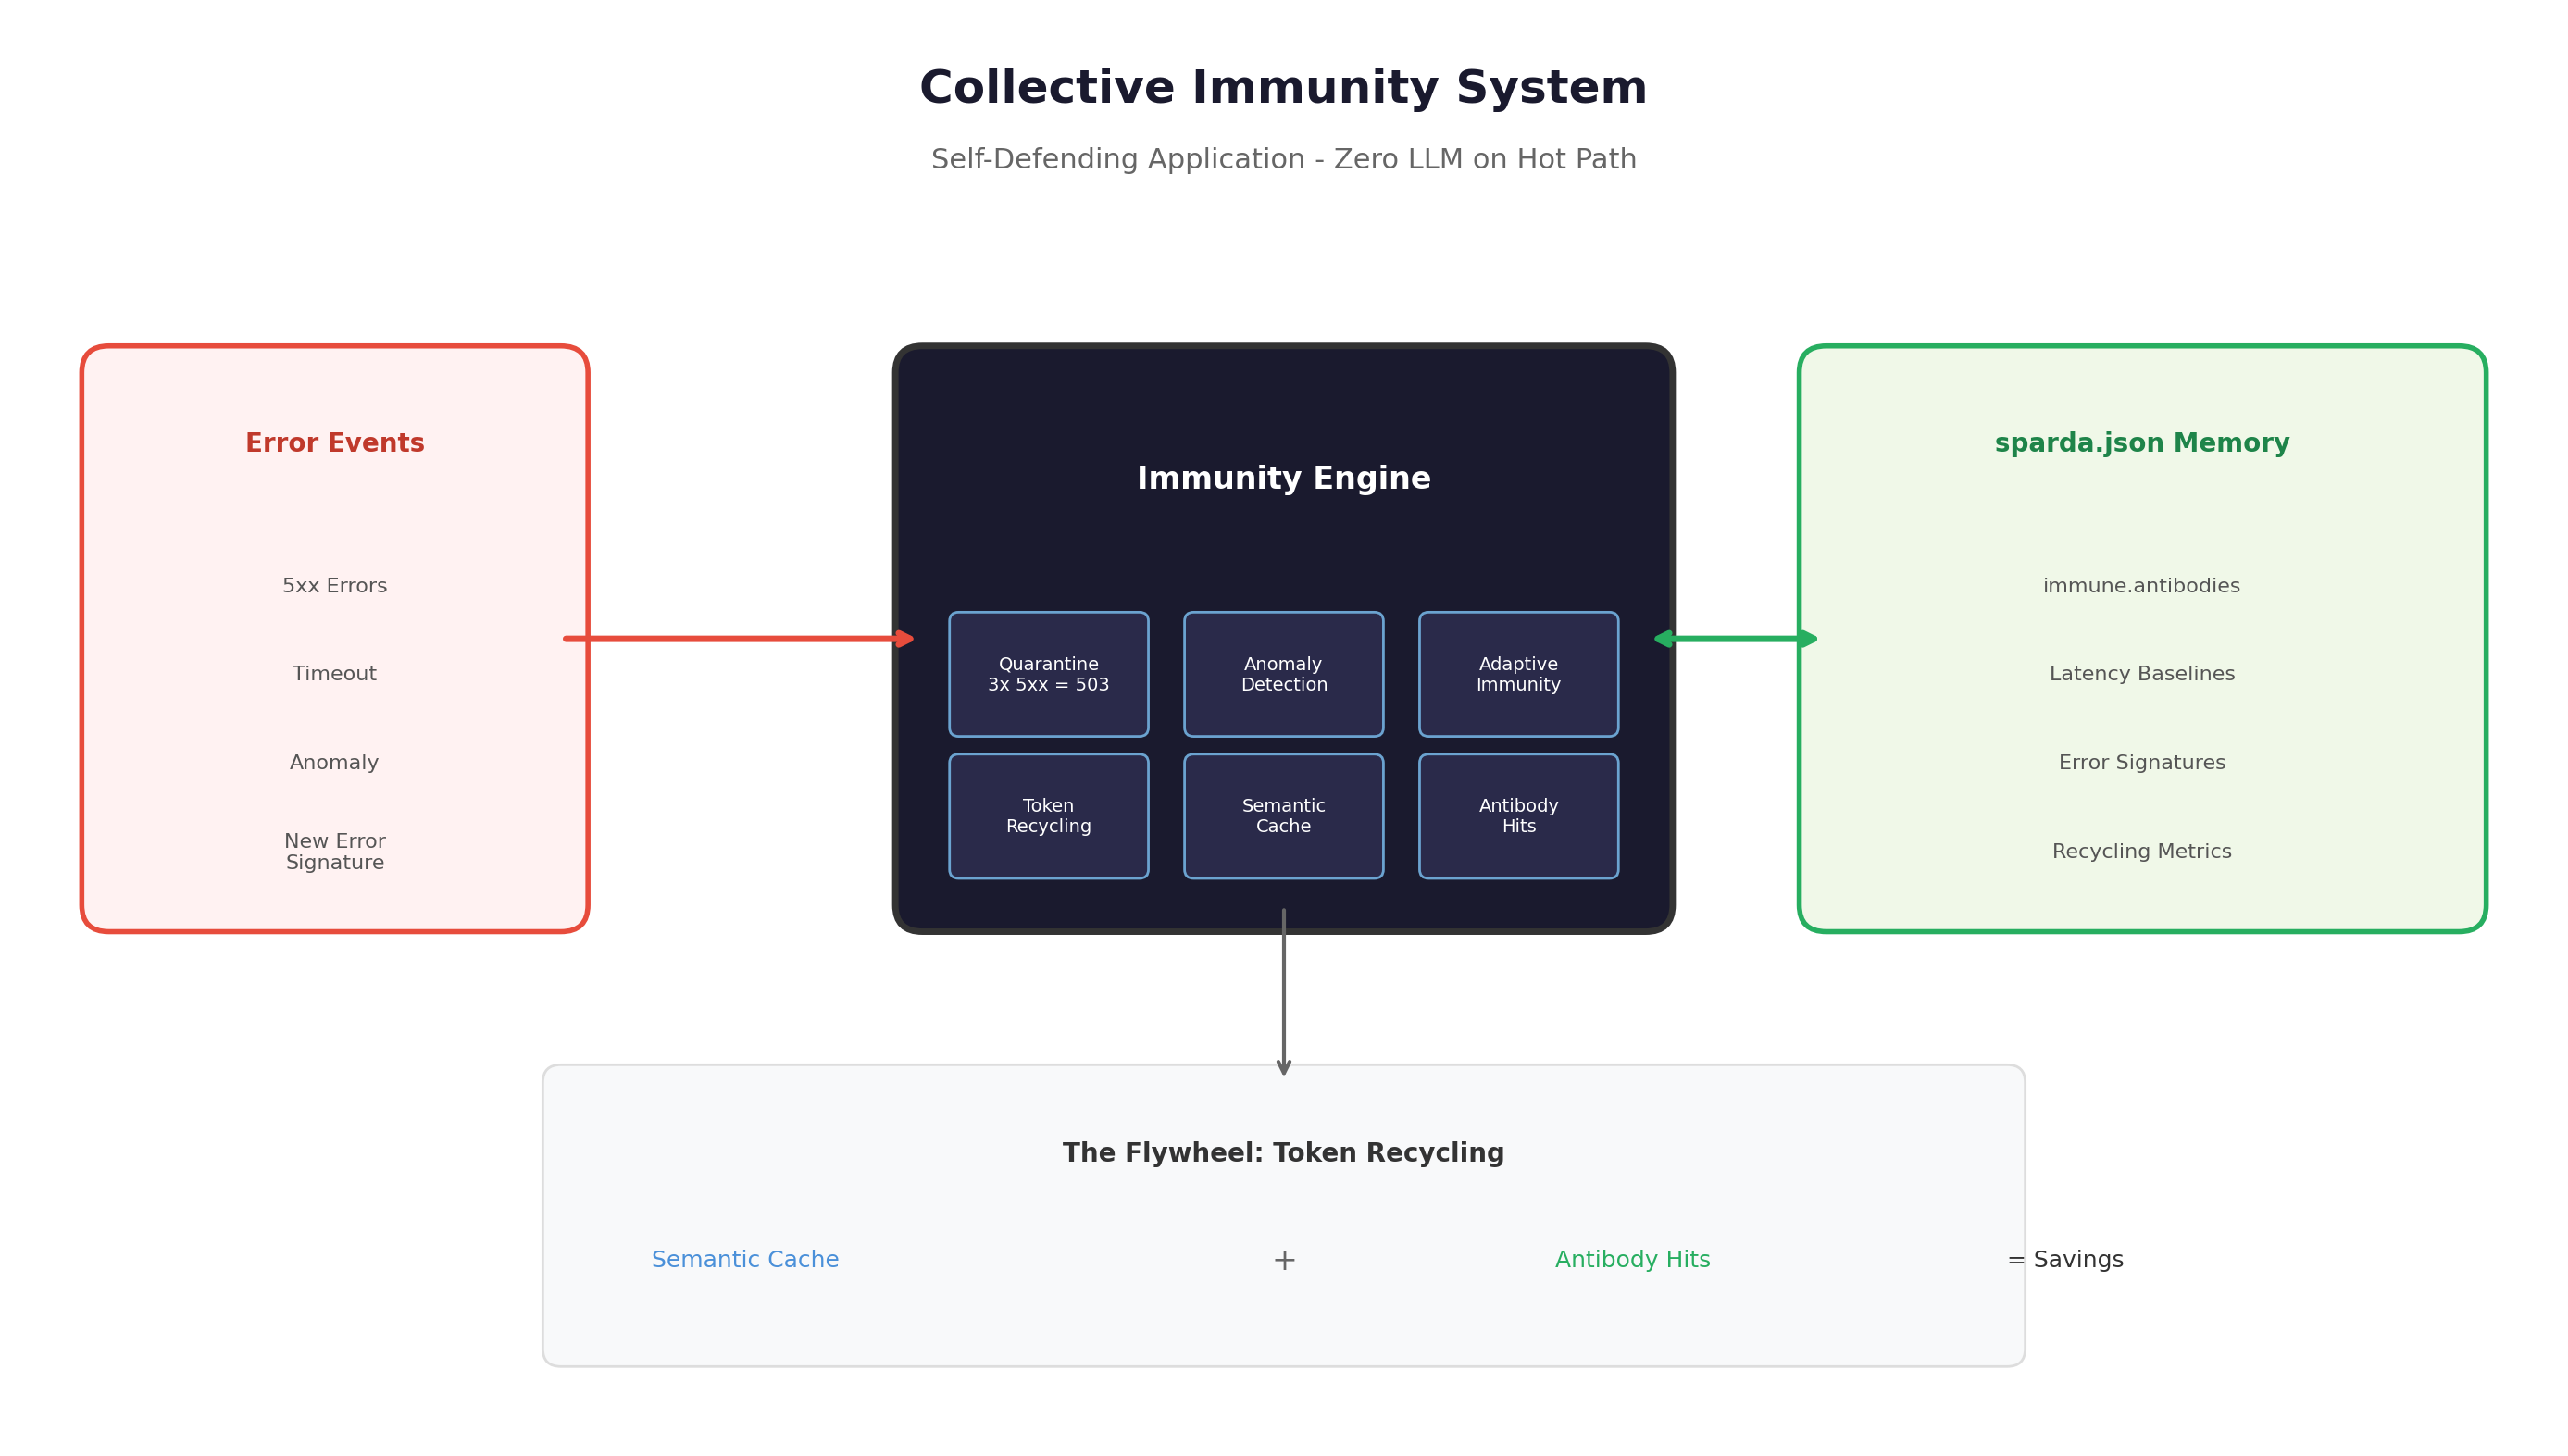 Collective Immunity System
Self-Defending Application - Zero LLM on Hot Path
Error Events
5xx Errors
Timeout
Anomaly
New Error
Signature
Immunity Engine
Quarantine
3x 5xx = 503
Anomaly
Detection
Adaptive
Immunity
Token
Recycling
Semantic
Cache
Antibody
Hits
sparda.json Memory
immune.antibodies
Latency Baselines
Error Signatures
Recycling Metrics
The Flywheel: Token Recycling
Semantic Cache + Antibody Hits = Savings